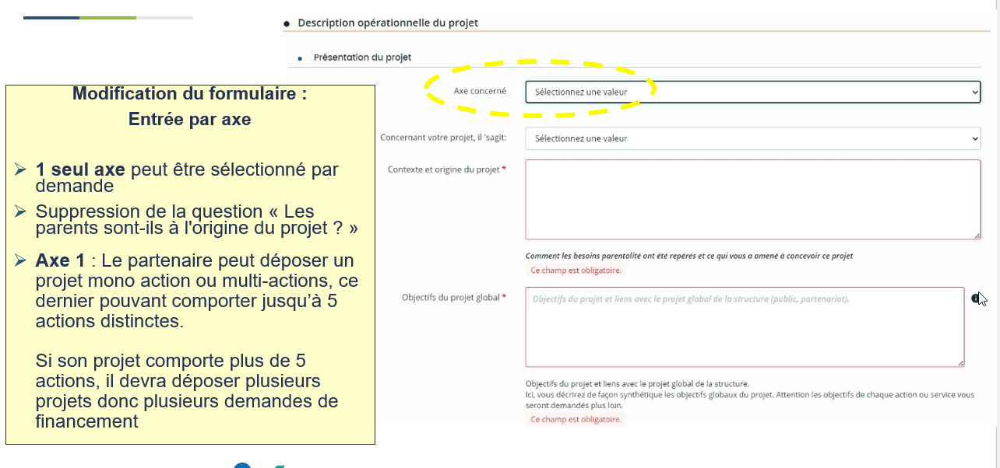 Description opérationnelle du projet
Présentation du projet
Axe concerné
Sélectionnez une valeur
Concernant votre projet, il 'sagit:
Sélectionnez une valeur
Contexte et origine du projet *
Comment les besoins parentalité ont été repérés et ce qui vous a amené à concevoir ce projet
Ce champ est obligatoire.
Objectifs du projet global *
Objectifs du projet et liens avec le projet global de la structure (public, partenariat).
Objectifs du projet et liens avec le projet global de la structure.
Ici, vous décrirez de façon synthétique les objectifs globaux du projet. Attention les objectifs de chaque action ou service vous
seront demandés plus loin.
Ce champ est obligatoire.
Modification du formulaire :
Entrée par axe
1 seul axe peut être sélectionné par
demande
Suppression de la question « Les
parents sont-ils à l'origine du projet ? »
Axe 1 : Le partenaire peut déposer un
projet mono action ou multi-actions, ce
dernier pouvant comporter jusqu'à 5
actions distinctes.
Si son projet comporte plus de 5
actions, il devra déposer plusieurs
projets donc plusieurs demandes de
financement